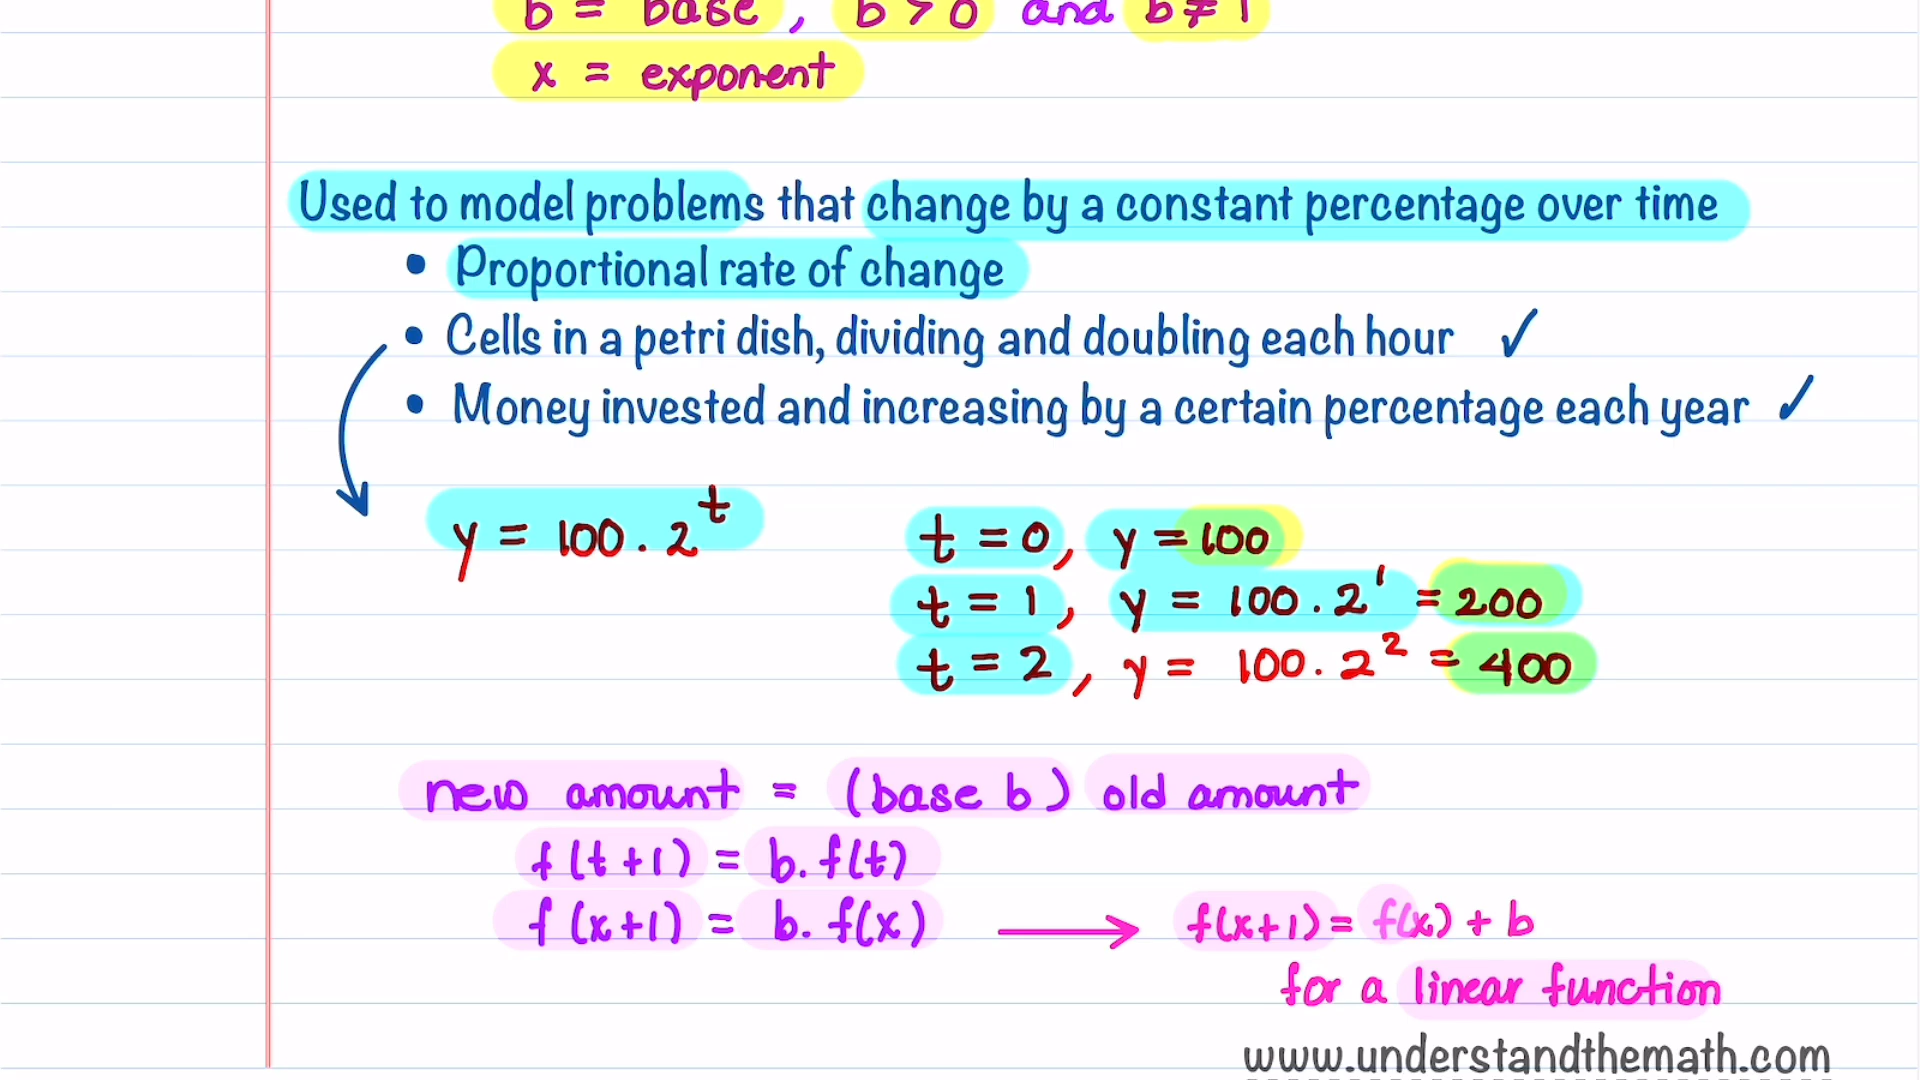 b = base, b > 0 and b ≠ 1
x = exponent
Used to model problems that change by a constant percentage over time
• Proportional rate of change
• Cells in a petri dish, dividing and doubling each hour ✓
• Money invested and increasing by a certain percentage each year ✓
y = 100 . 2^t
t = 0, y = 100
t = 1, y = 100 . 2^1 = 200
t = 2, y = 100 . 2^2 = 400
new amount = (base b) old amount
f(t+1) = b . f(t)
f(x+1) = b . f(x) → f(x+1) = f(x) + b
for a linear function
www.understandthemath.com